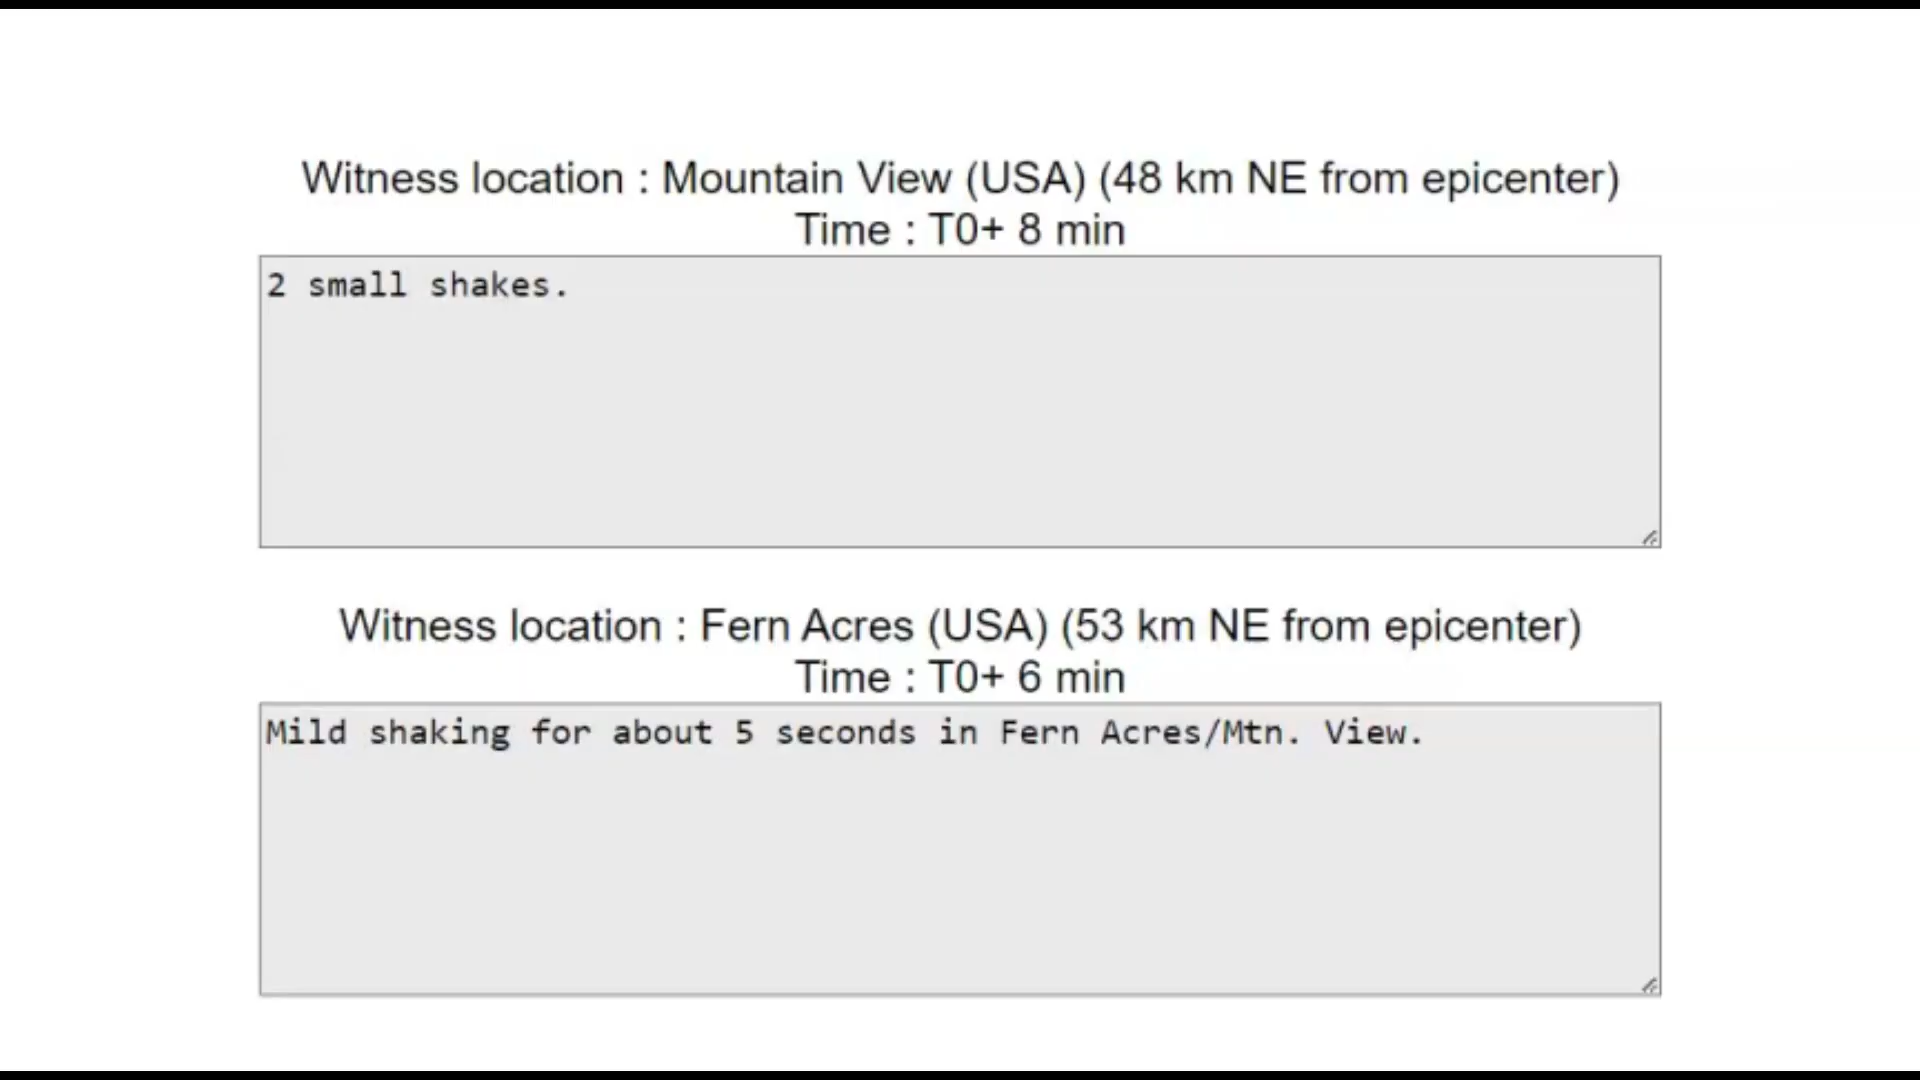 Witness location : Mountain View (USA) (48 km NE from epicenter)
Time : T0+ 8 min
2 small shakes.
Witness location : Fern Acres (USA) (53 km NE from epicenter)
Time : T0+ 6 min
Mild shaking for about 5 seconds in Fern Acres/Mtn. View.